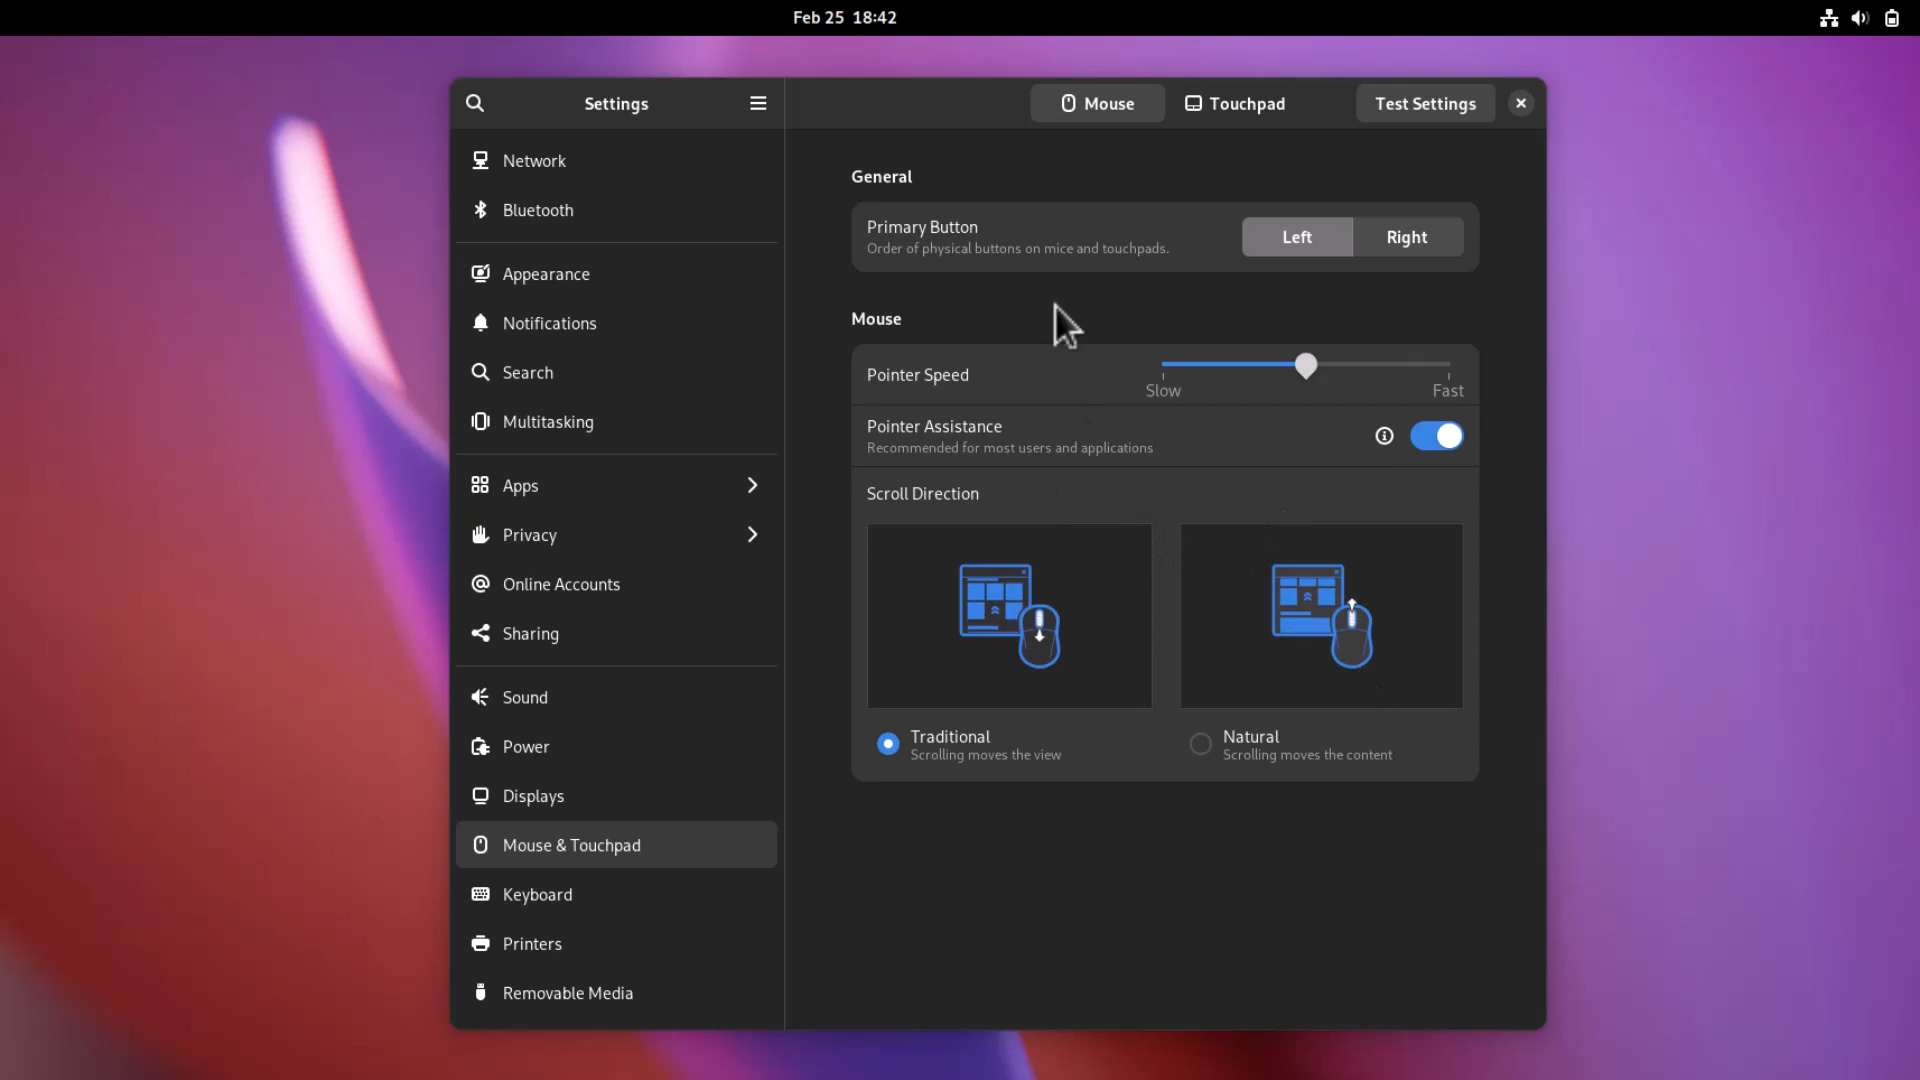 Feb 25 18:42
Settings
Mouse
Touchpad
Test Settings
Network
Bluetooth
Appearance
Notifications
Search
Multitasking
Apps
Privacy
Online Accounts
Sharing
Sound
Power
Displays
Mouse & Touchpad
Keyboard
Printers
Removable Media
General
Primary Button
Order of physical buttons on mice and touchpads.
Left
Right
Mouse
Pointer Speed
Slow
Fast
Pointer Assistance
Recommended for most users and applications
Scroll Direction
Traditional
Scrolling moves the view
Natural
Scrolling moves the content